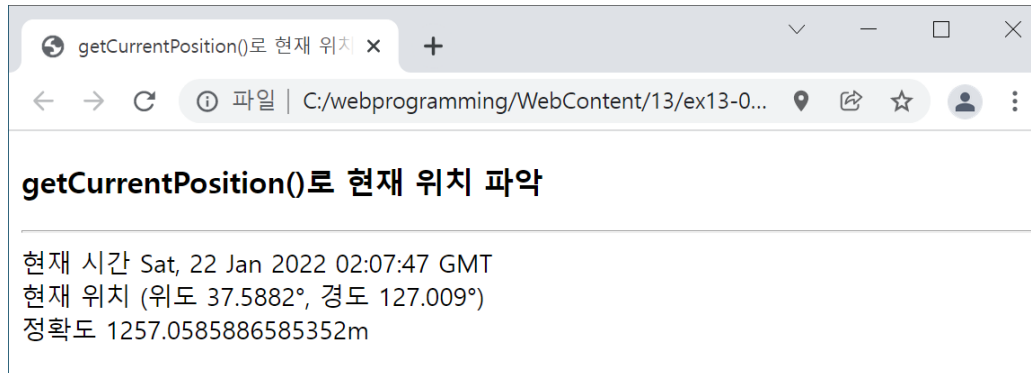 getCurrentPosition()로 현재 위치
파일 | C:/webprogramming/WebContent/13/ex13-0...
getCurrentPosition()로 현재 위치 파악
현재 시간 Sat, 22 Jan 2022 02:07:47 GMT
현재 위치 (위도 37.5882°, 경도 127.009°)
정확도 1257.0585886585352m